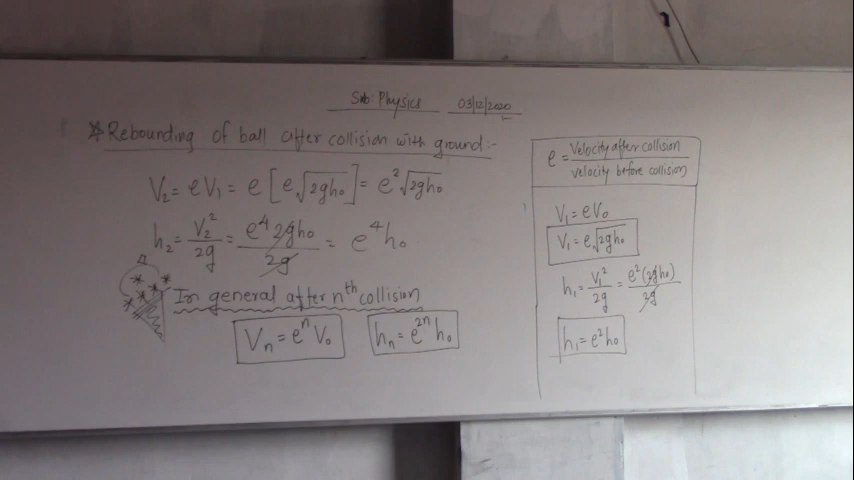 Sub: Physics 03/12/2020
* Rebounding of ball after collision with ground:-
V₂ = eV₁ = e[e√2gh₀] = e²√2gh₀
h₂ = V₂²/2g = e⁴2gh₀/2g = e⁴h₀
In general after nᵗʰ collision
Vₙ = eⁿV₀ hₙ = e²ⁿh₀
e = Velocity after collision/velocity before collision
V₁ = eV₀
V₁ = e√2gh₀
h₁ = V₁²/2g = e²(2gh₀)/2g
h₁ = e²h₀